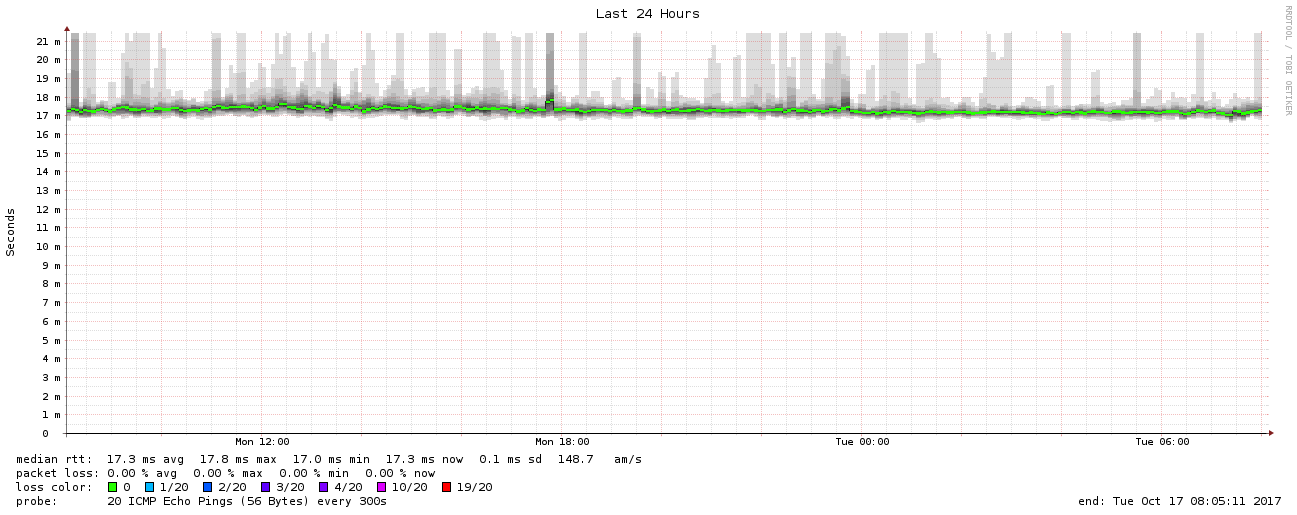 Last 24 Hours
RRDTOOL / TOBI OETIKER
Seconds
21 m
20 m
19 m
18 m
17 m
16 m
15 m
14 m
13 m
12 m
11 m
10 m
9 m
8 m
7 m
6 m
5 m
4 m
3 m
2 m
1 m
0
Mon 12:00 Mon 18:00 Tue 00:00 Tue 06:00
median rtt: 17.3 ms avg 17.8 ms max 17.0 ms min 17.3 ms now 0.1 ms sd 148.7 am/s
packet loss: 0.00 % avg 0.00 % max 0.00 % min 0.00 % now
loss color: 0 1/20 2/20 3/20 4/20 10/20 19/20
probe: 20 ICMP Echo Pings (56 Bytes) every 300s end: Tue Oct 17 08:05:11 2017